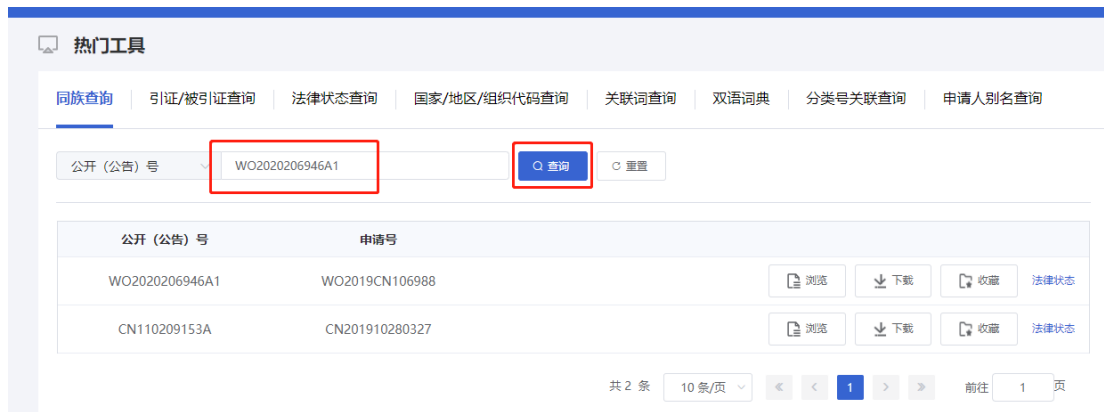 热门工具
同族查询 引证/被引证查询 法律状态查询 国家/地区/组织代码查询 关联词查询 双语词典 分类号关联查询 申请人别名查询
公开（公告）号 WO2020206946A1 查询 重置
公开（公告）号 申请号
WO2020206946A1 WO2019CN106988 浏览 下载 收藏 法律状态
CN110209153A CN201910280327 浏览 下载 收藏 法律状态
共 2 条 10 条/页 1 前往 1 页